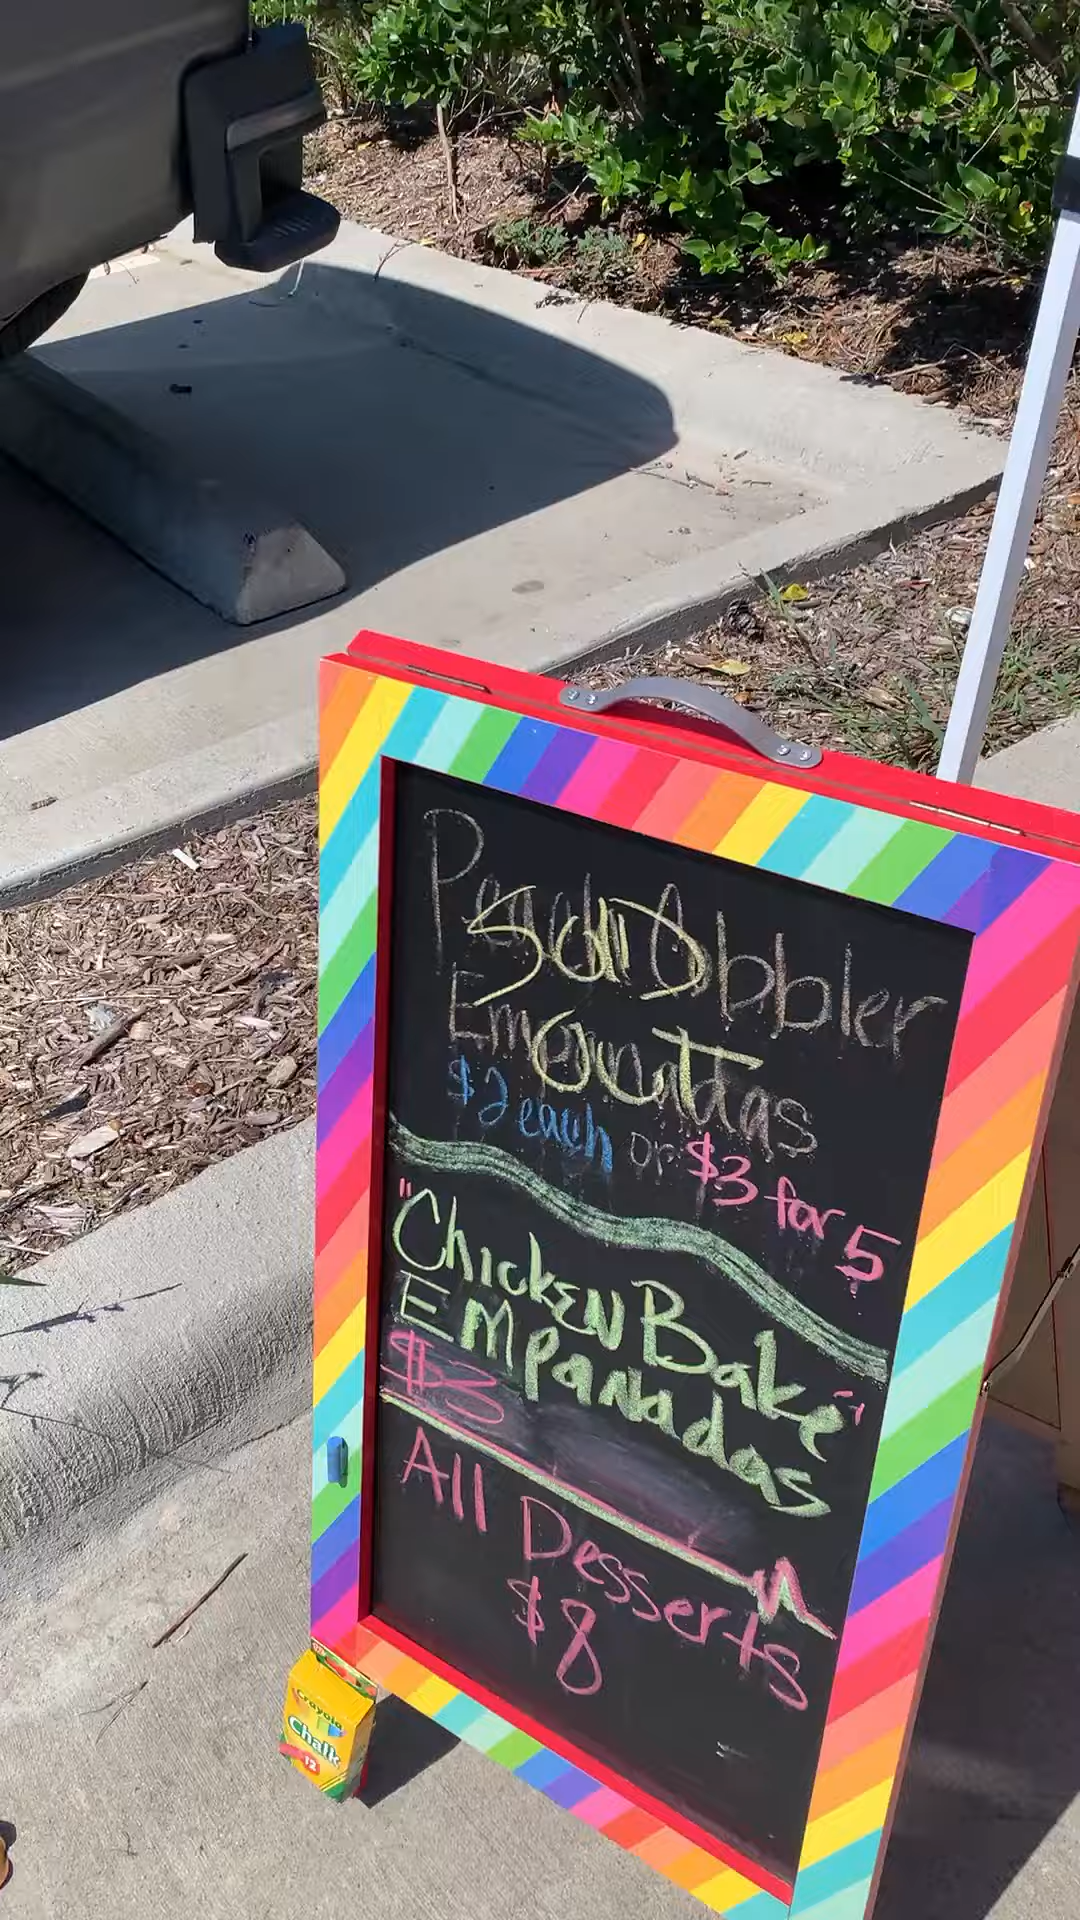 Peach Cobbler
Empanadas
SOLD
OUT
$2 each or $3 for 5
"Chicken Bake"
EMPanadas
$3
All Desserts
$8
Crayola
Chalk
12